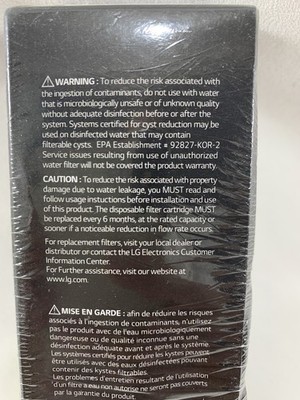 ⚠WARNING : To reduce the risk associated with
the ingestion of contaminants, do not use with water
that is microbiologically unsafe or of unknown quality
without adequate disinfection before or after the
system. Systems certified for cyst reduction may be
used on disinfected water that may contain
filterable cysts. EPA Establishment # 92827-KOR-2
Service issues resulting from use of unauthorized
water filter will not be covered the product warranty.
CAUTION : To reduce the risk associated with property
damage due to water leakage, you MUST read and
follow usage instuctions before installation and use
of this product. The disposable filter cartridge MUST
be replaced every 6 months, at the rated capacity or
sooner if a noticeable reduction in flow rate occurs.
For replacement filters, visit your local dealer or
distributor or contact the LG Electronics Customer
Information Center.
For Further assistance, visit our website at
www.lg.com.
⚠MISE EN GARDE : afin de réduire les risques
associés à l'ingestion de contaminants, n'utilisez
pas le produit avec de l'eau microbiologiquement
dangereuse ou de qualité inconnue sans une
désinfection adéquate avant et après le système.
Les systèmes certifiés pour réduire les kystes peuvent
être utilisés avec des eaux désinfectées pouvant
contenir des kystes filtrables.
Les problèmes d'entretien résultant de l'utilisation
d'un filtre à eau non autorisé ne seront pas couverts
par la garantie du produit.